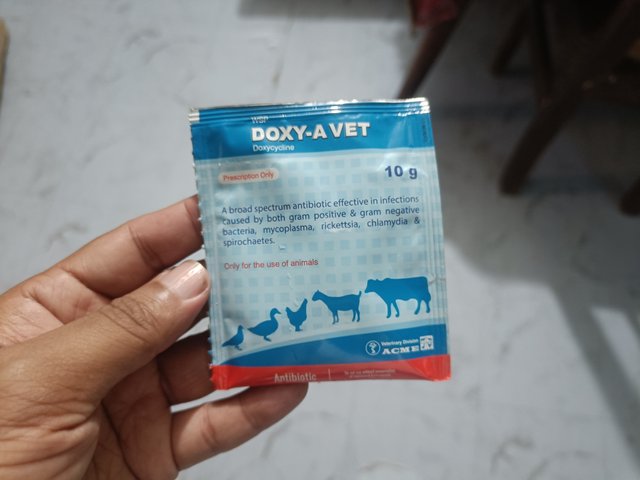 WSP
DOXY-A VET
Doxycycline
Prescription Only
10 g
A broad spectrum antibiotic effective in infections
caused by both gram positive & gram negative
bacteria, mycoplasma, rickettsia, chlamydia &
spirochaetes.
Only for the use of animals
Veterinary Division
ACME
Antibiotic